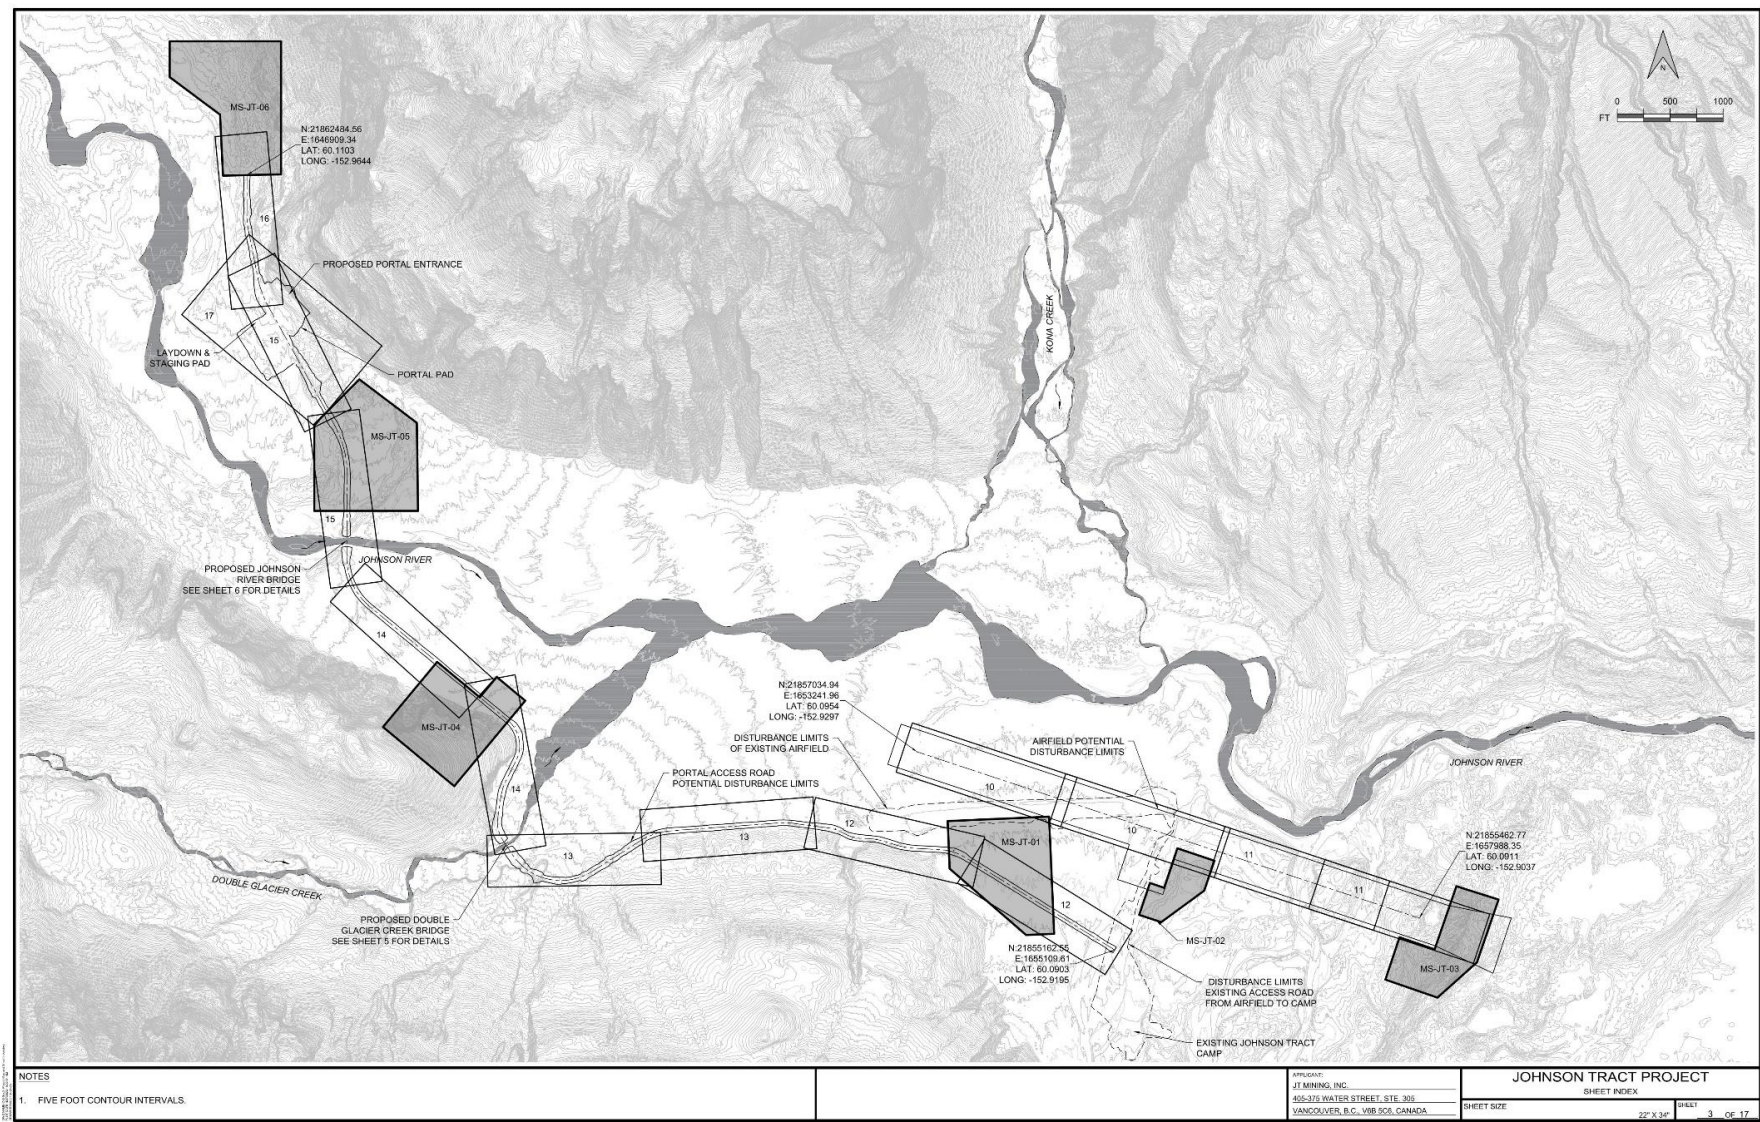 MS-JT-06
N:21862484.56
E:1646909.34
LAT: 60.1103
LONG: -152.9644
16
PROPOSED PORTAL ENTRANCE
17
15
LAYDOWN &
STAGING PAD
PORTAL PAD
MS-JT-05
15
JOHNSON RIVER
PROPOSED JOHNSON
RIVER BRIDGE
SEE SHEET 6 FOR DETAILS
14
MS-JT-04
14
KONA CREEK
N
0 500 1000
FT
N:21857034.94
E:1653241.96
LAT: 60.0954
LONG: -152.9297
DISTURBANCE LIMITS
OF EXISTING AIRFIELD
AIRFIELD POTENTIAL
DISTURBANCE LIMITS
JOHNSON RIVER
PORTAL ACCESS ROAD
POTENTIAL DISTURBANCE LIMITS
10
10
12
13
13
MS-JT-01
11
11
12
N:21855462.77
E:1657988.35
LAT: 60.0911
LONG: -152.9037
DOUBLE GLACIER CREEK
PROPOSED DOUBLE
GLACIER CREEK BRIDGE
SEE SHEET 5 FOR DETAILS
N:21855162.55
E:1655109.61
LAT: 60.0903
LONG: -152.9195
MS-JT-02
MS-JT-03
DISTURBANCE LIMITS
EXISTING ACCESS ROAD
FROM AIRFIELD TO CAMP
EXISTING JOHNSON TRACT
CAMP
NOTES
1. FIVE FOOT CONTOUR INTERVALS.
APPLICANT:
JT MINING, INC.
405-375 WATER STREET, STE. 305
VANCOUVER, B.C., V6B 5C6, CANADA
JOHNSON TRACT PROJECT
SHEET INDEX
SHEET SIZE
22" X 34"
SHEET
3 OF 17